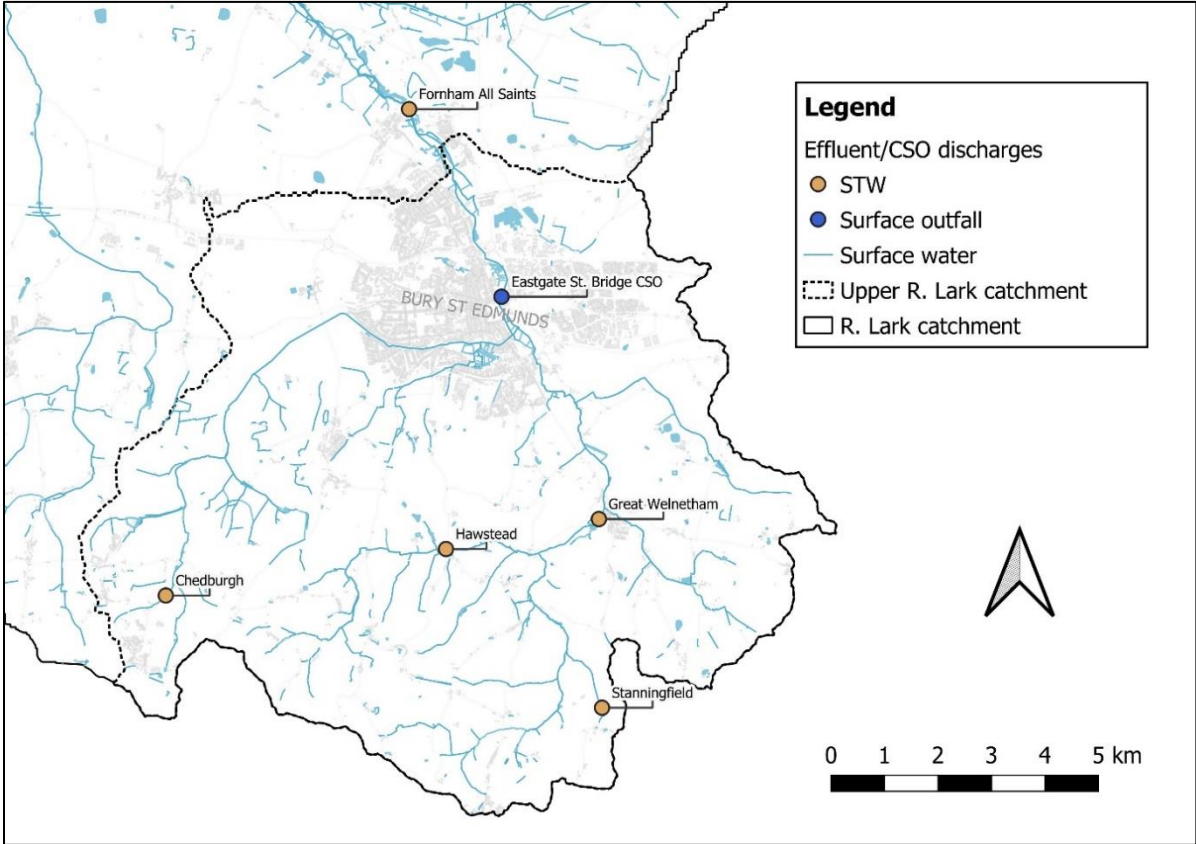 Fornham All Saints
Eastgate St. Bridge CSO
BURY ST EDMUNDS
Great Welnetham
Hawstead
Chedburgh
Stanningfield
Legend
Effluent/CSO discharges
STW
Surface outfall
Surface water
Upper R. Lark catchment
R. Lark catchment
0 1 2 3 4 5 km